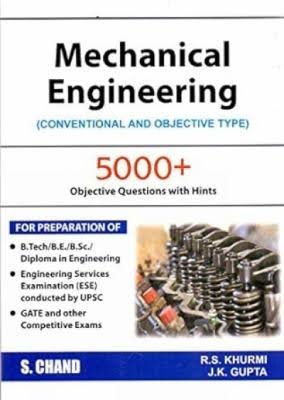 Mechanical
Engineering
(CONVENTIONAL AND OBJECTIVE TYPE)
5000+
Objective Questions with Hints
FOR PREPARATION OF
B.Tech/B.E./B.Sc./
Diploma in Engineering
Engineering Services
Examination (ESE)
conducted by UPSC
GATE and other
Competitive Exams
S. CHAND
R.S. KHURMI
J.K. GUPTA